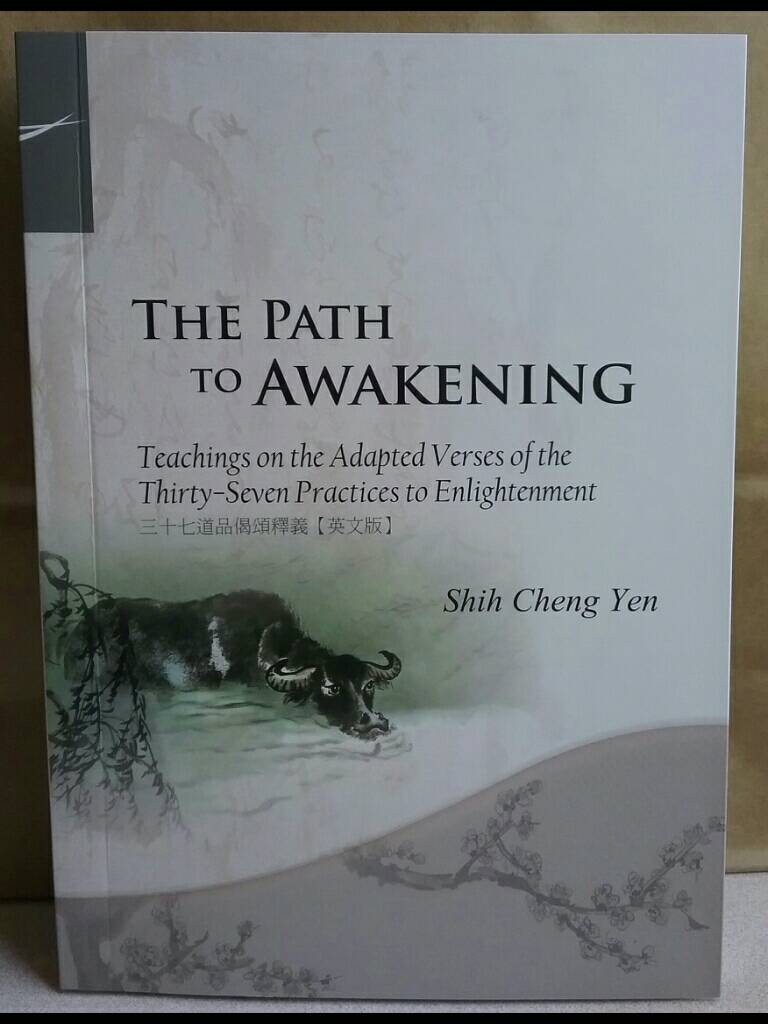 THE PATH
TO AWAKENING
Teachings on the Adapted Verses of the
Thirty-Seven Practices to Enlightenment
三十七道品偈頌釋義【英文版】
Shih Cheng Yen